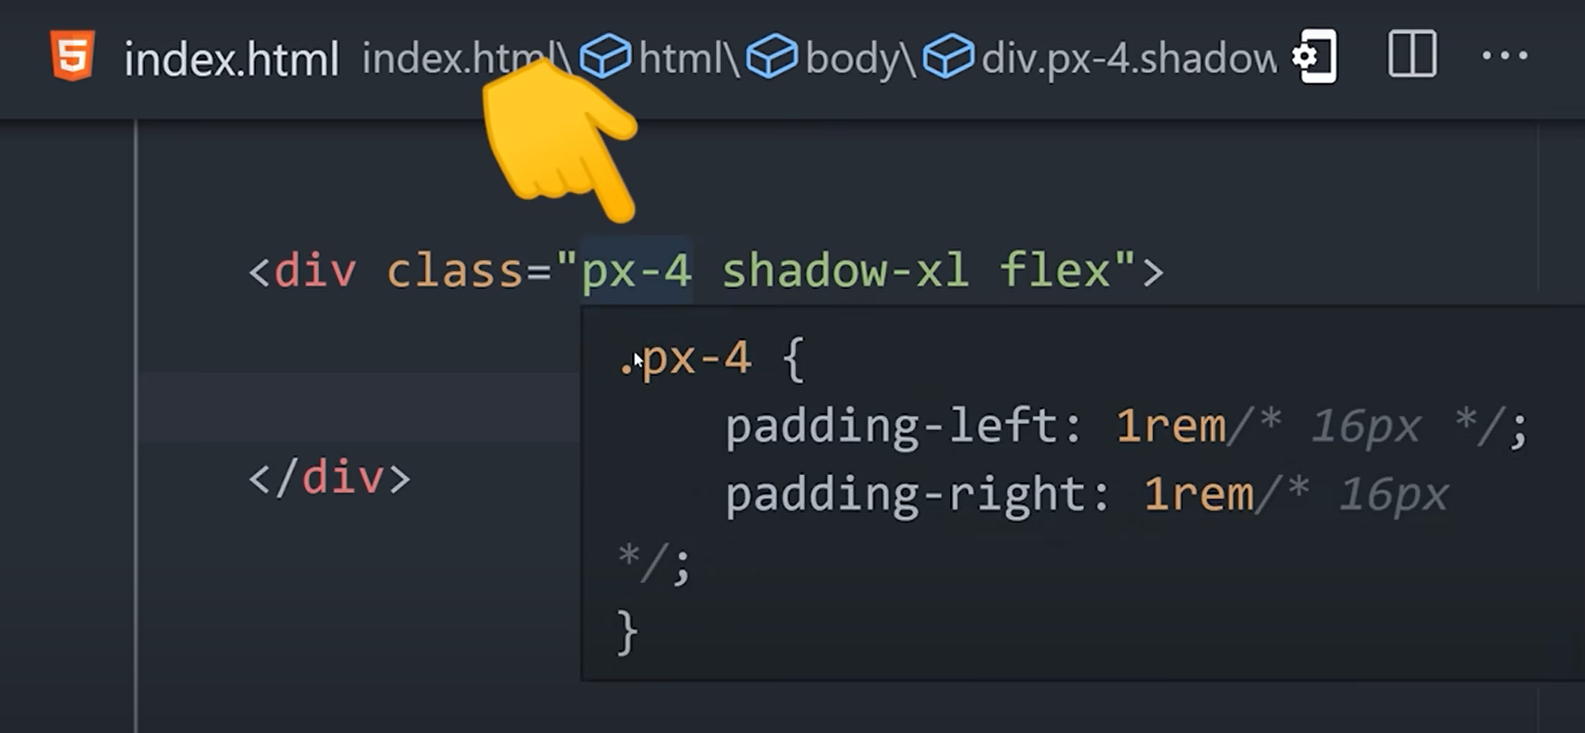 index.html index.html\html\body\div.px-4.shadow
<div class="px-4 shadow-xl flex">
.px-4 {
padding-left: 1rem/* 16px */;
padding-right: 1rem/* 16px
*/;
}
</div>